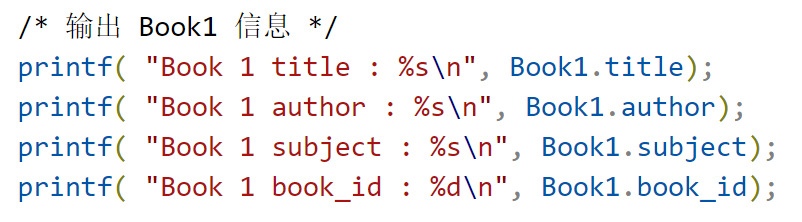 /* 输出 Book1 信息 */
printf( "Book 1 title : %s\n", Book1.title);
printf( "Book 1 author : %s\n", Book1.author);
printf( "Book 1 subject : %s\n", Book1.subject);
printf( "Book 1 book_id : %d\n", Book1.book_id);